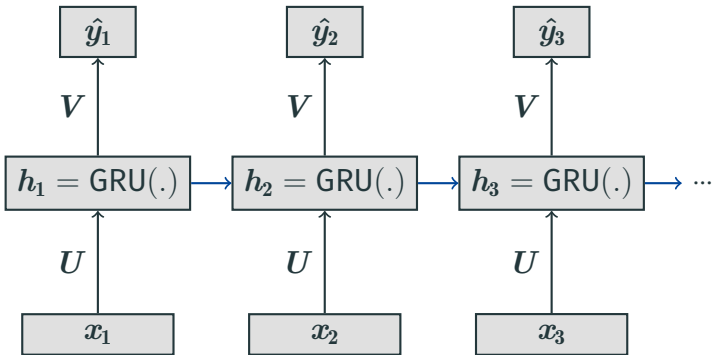 ŷ₁ ŷ₂ ŷ₃
V V V
h₁ = GRU(.) h₂ = GRU(.) h₃ = GRU(.) ...
U U U
x₁ x₂ x₃